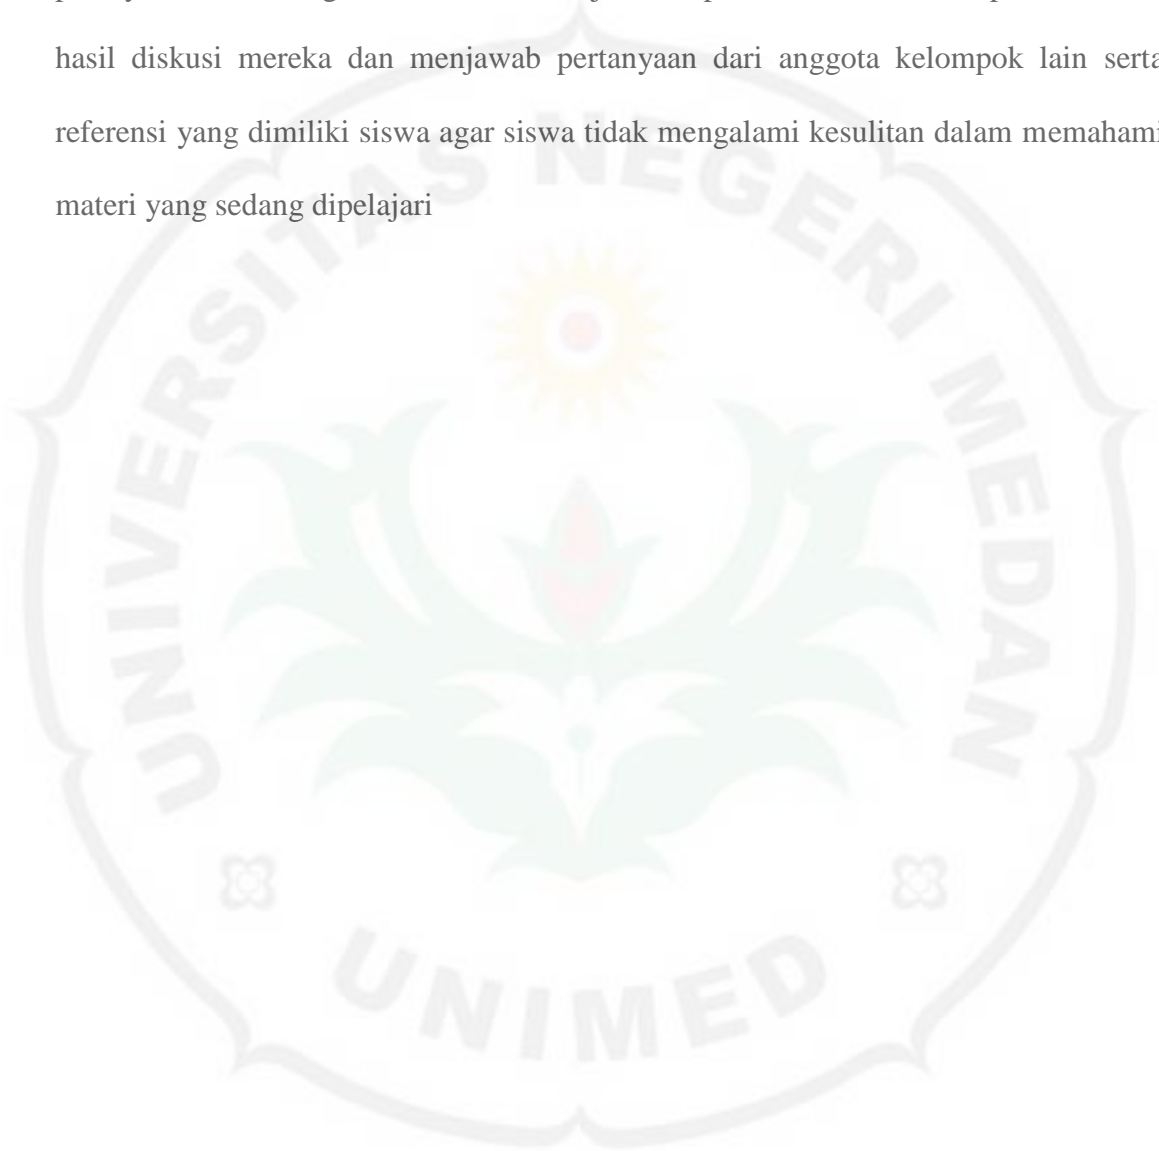 hasil diskusi mereka dan menjawab pertanyaan dari anggota kelompok lain serta
referensi yang dimiliki siswa agar siswa tidak mengalami kesulitan dalam memahami
materi yang sedang dipelajari
UNIVERSITAS NEGERI MEDAN
UNIMED